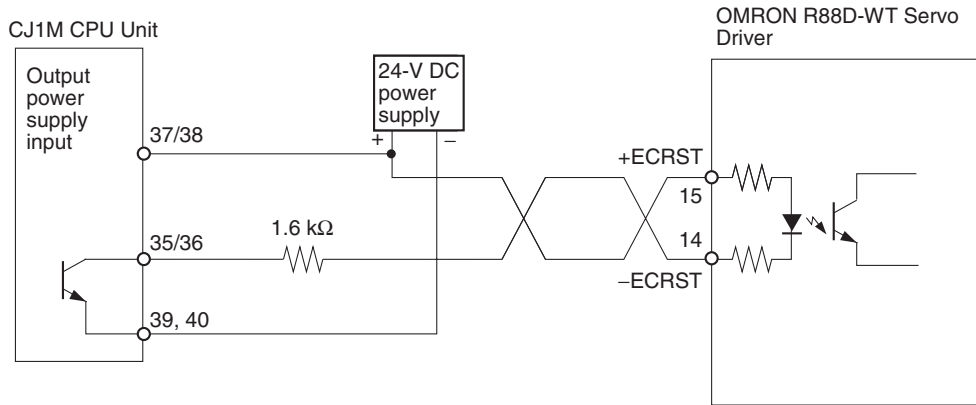 CJ1M CPU Unit
OMRON R88D-WT Servo
Driver
Output
power
supply
input
24-V DC
power
supply
+
−
37/38
+ECRST
15
1.6 kΩ
35/36
14
−ECRST
39, 40